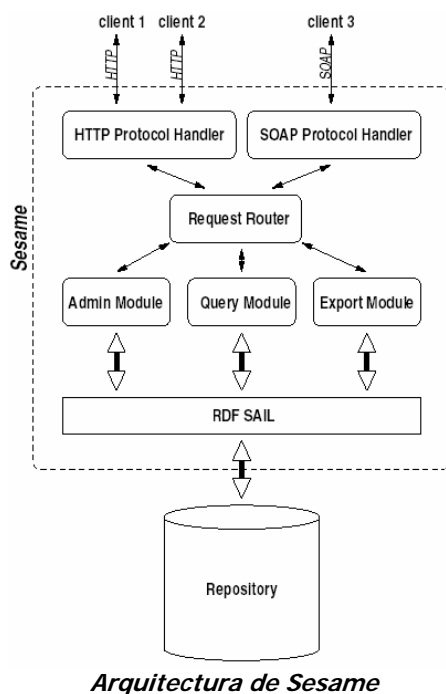 client 1 client 2 client 3
HTTP HTTP SOAP
HTTP Protocol Handler SOAP Protocol Handler
Request Router
Sesame
Admin Module Query Module Export Module
RDF SAIL
Repository
Arquitectura de Sesame